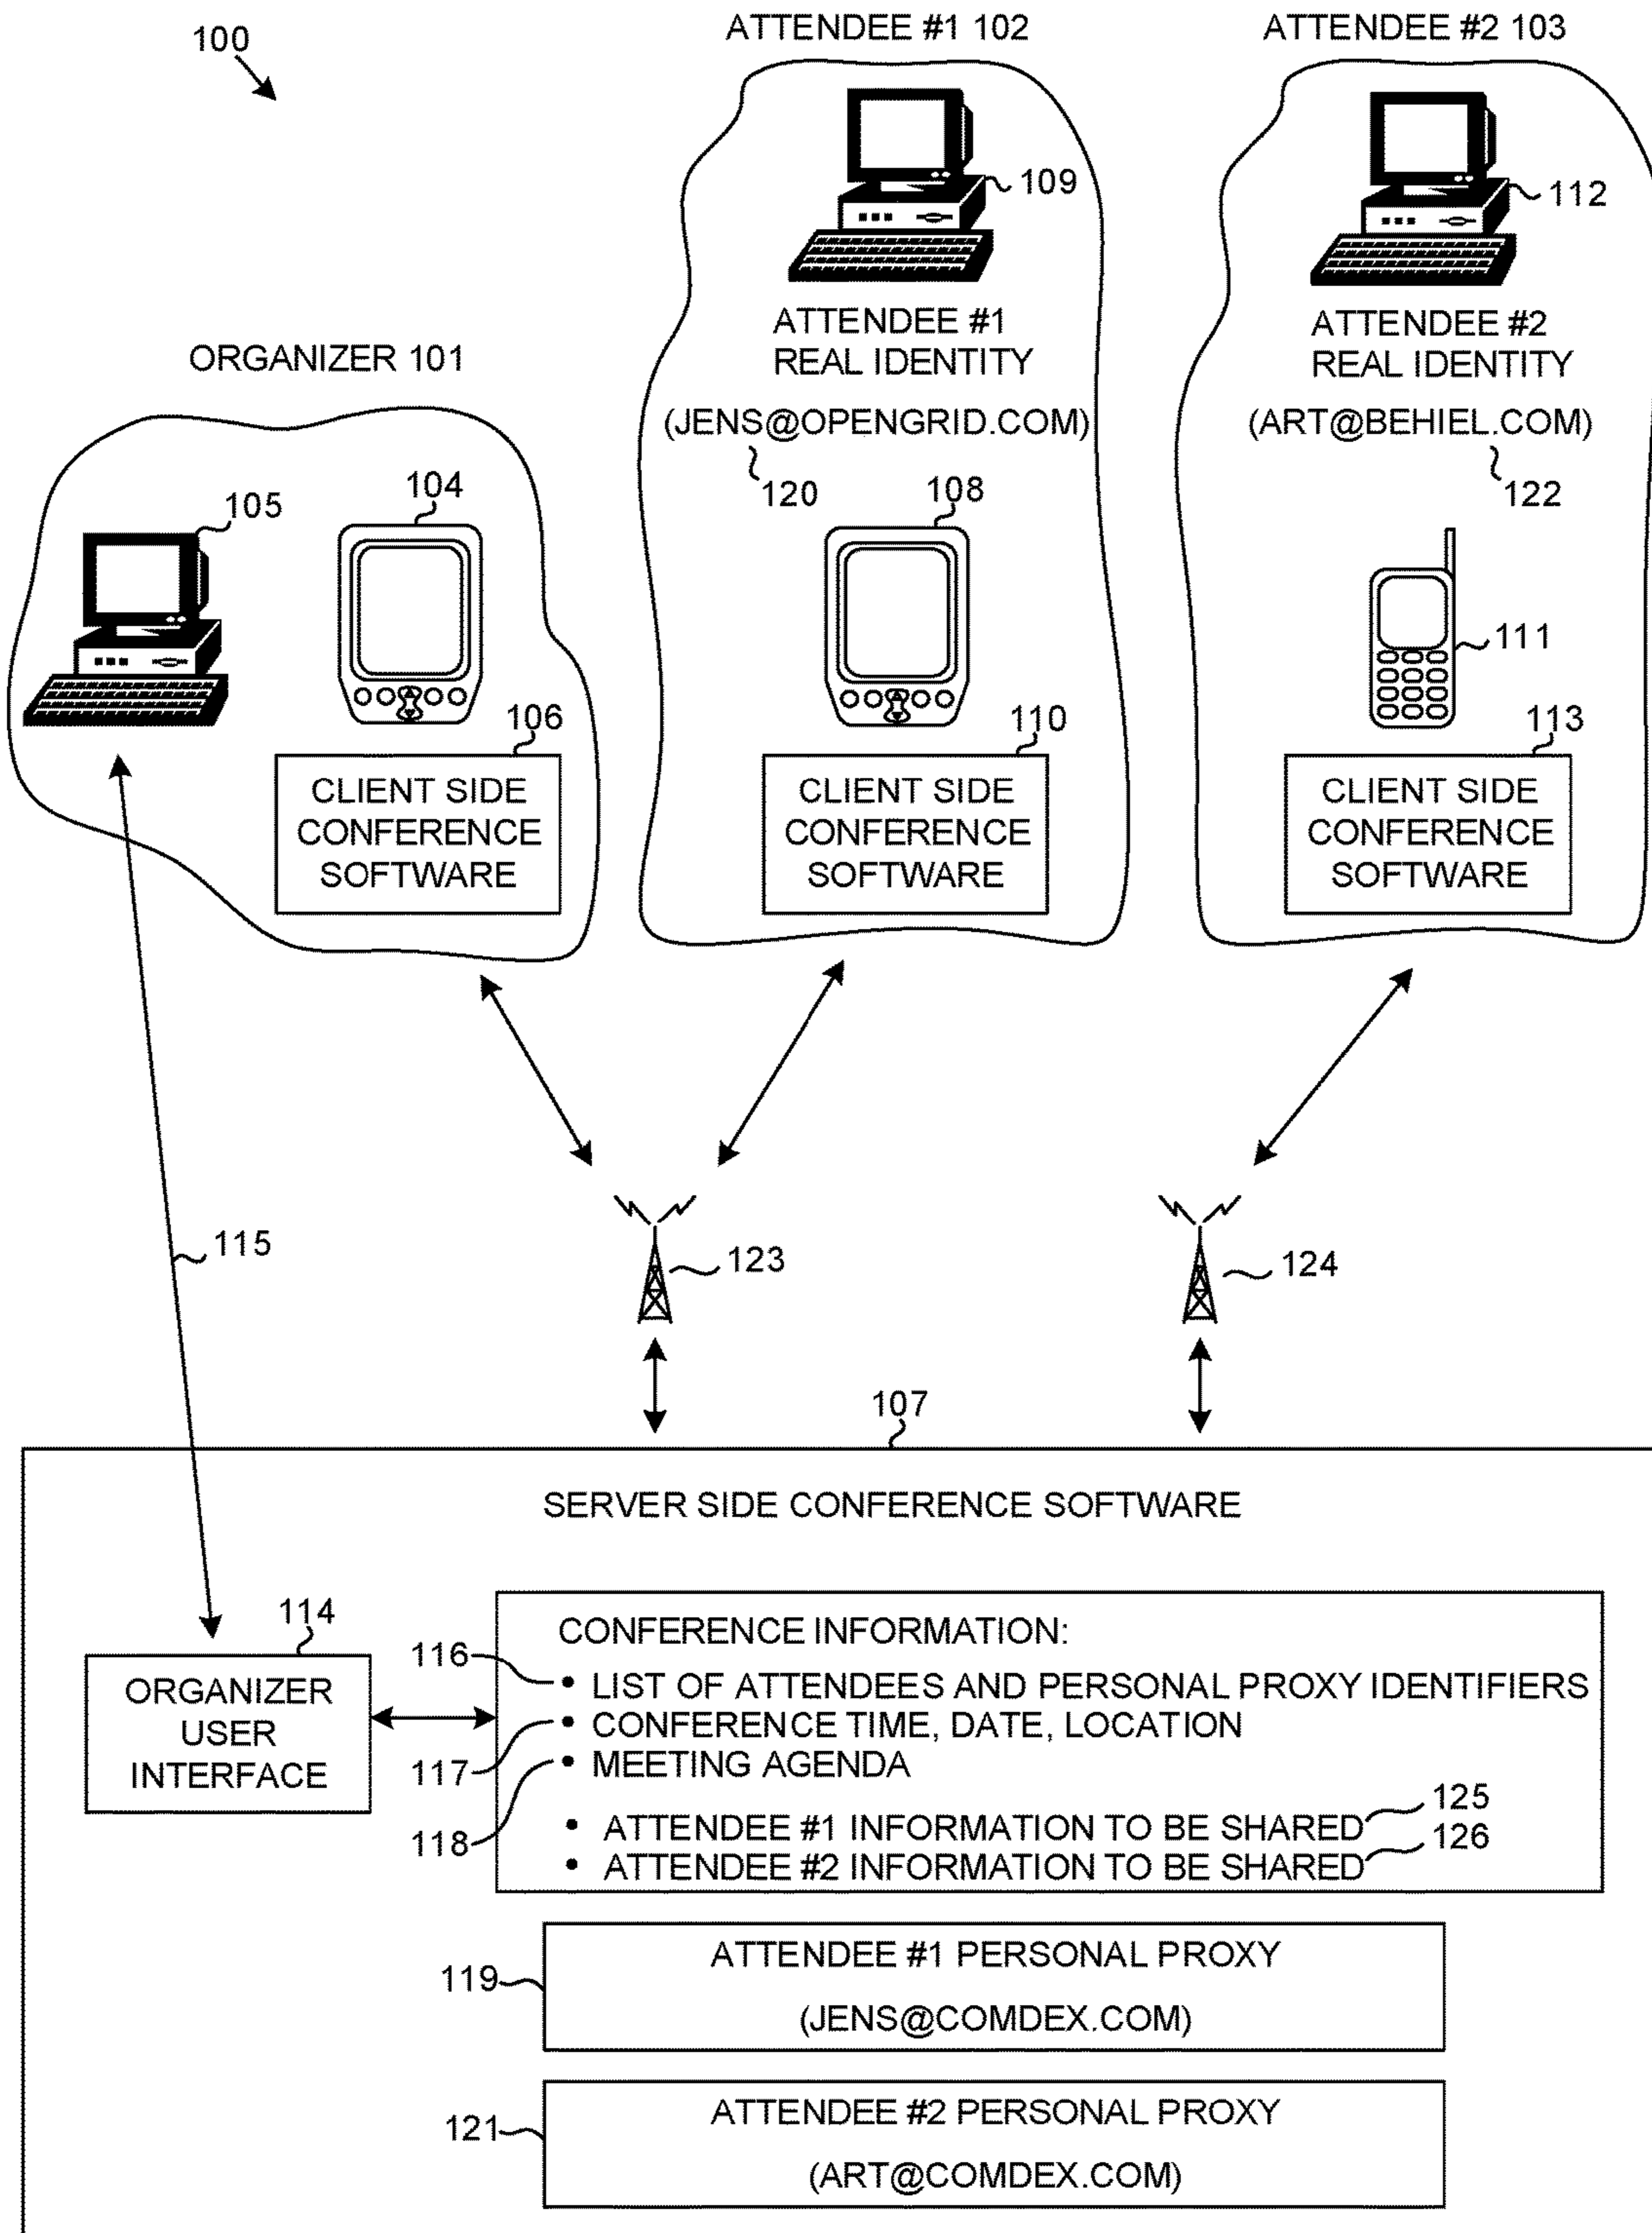 100
ATTENDEE #1 102
ATTENDEE #2 103
109
112
ATTENDEE #1
REAL IDENTITY
(JENS@OPENGRID.COM)
120
ATTENDEE #2
REAL IDENTITY
(ART@BEHIEL.COM)
122
ORGANIZER 101
105
104
108
111
106
CLIENT SIDE
CONFERENCE
SOFTWARE
110
CLIENT SIDE
CONFERENCE
SOFTWARE
113
CLIENT SIDE
CONFERENCE
SOFTWARE
115
123
124
107
SERVER SIDE CONFERENCE SOFTWARE
114
ORGANIZER
USER
INTERFACE
CONFERENCE INFORMATION:
116
• LIST OF ATTENDEES AND PERSONAL PROXY IDENTIFIERS
• CONFERENCE TIME, DATE, LOCATION
117
• MEETING AGENDA
118
• ATTENDEE #1 INFORMATION TO BE SHARED
125
• ATTENDEE #2 INFORMATION TO BE SHARED
126
119
ATTENDEE #1 PERSONAL PROXY
(JENS@COMDEX.COM)
121
ATTENDEE #2 PERSONAL PROXY
(ART@COMDEX.COM)